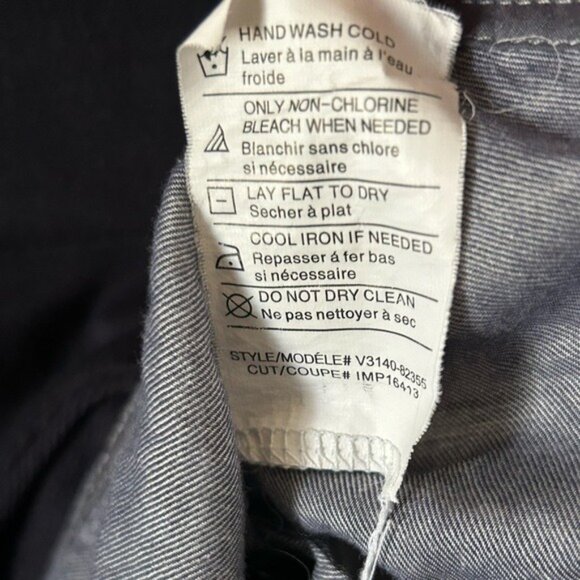 HAND WASH COLD
Laver à la main à l'eau
froide
ONLY NON-CHLORINE
BLEACH WHEN NEEDED
Blanchir sans chlore
si nécessaire
LAY FLAT TO DRY
Secher à plat
COOL IRON IF NEEDED
Repasser á fer bas
si nécessaire
DO NOT DRY CLEAN
Ne pas nettoyer à sec
STYLE/MODÉLE# V3140-82355
CUT/COUPE# IMP16413